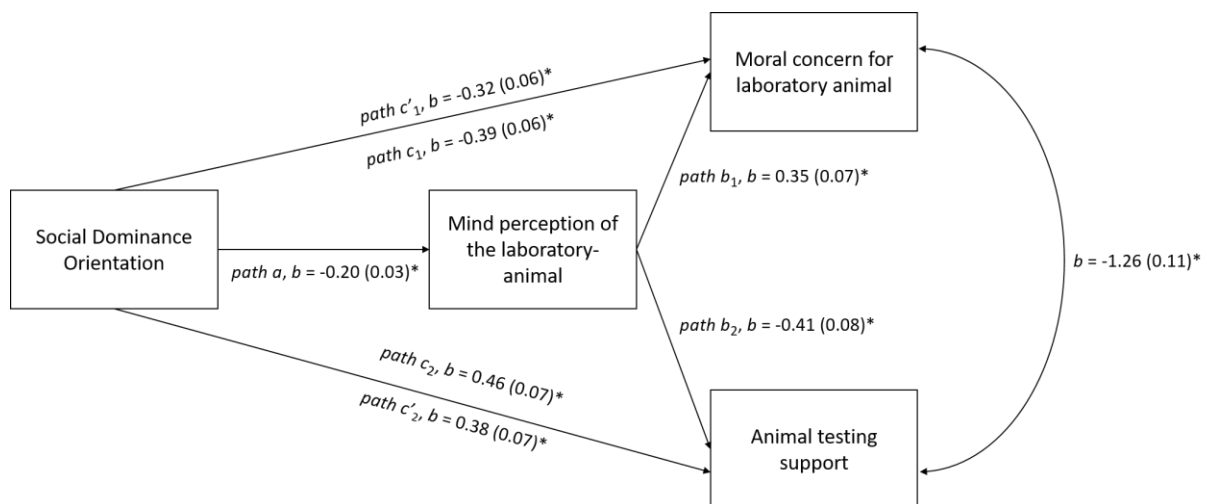 Moral concern for
laboratory animal
path c’1, b = -0.32 (0.06)*
path c1, b = -0.39 (0.06)*
path b1, b = 0.35 (0.07)*
Social Dominance
Orientation
Mind perception of
the laboratory-
animal
path a, b = -0.20 (0.03)*
b = -1.26 (0.11)*
path b2, b = -0.41 (0.08)*
path c2, b = 0.46 (0.07)*
path c’2, b = 0.38 (0.07)*
Animal testing
support